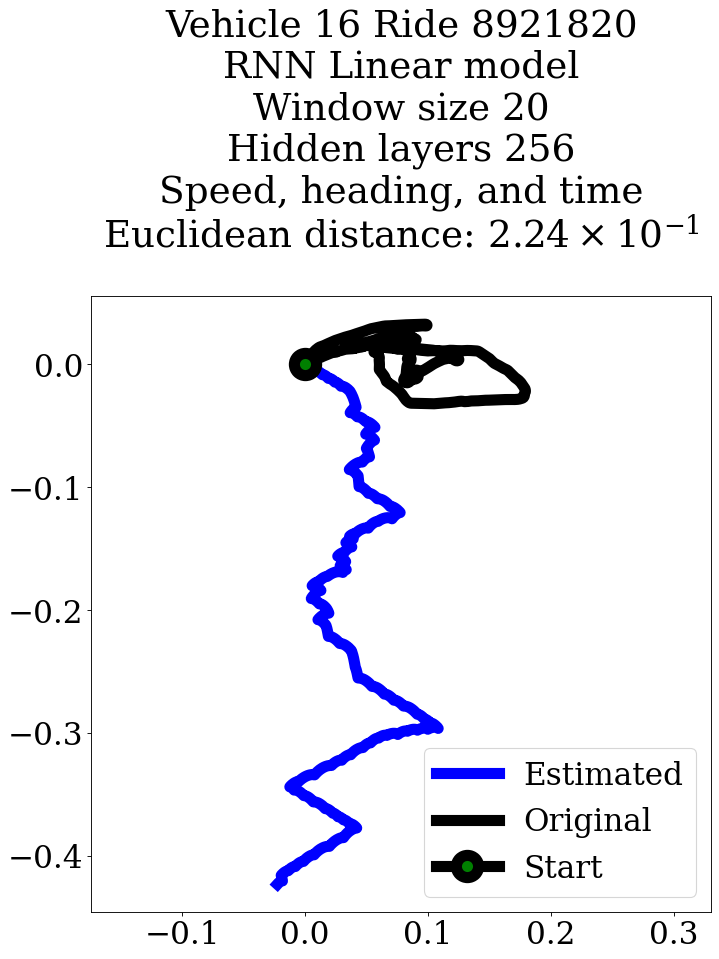 Vehicle 16 Ride 8921820
RNN Linear model
Window size 20
Hidden layers 256
Speed, heading, and time
Euclidean distance: 2.24 × 10⁻¹
0.0
−0.1
−0.2
−0.3
−0.4
Estimated
Original
Start
−0.1 0.0 0.1 0.2 0.3